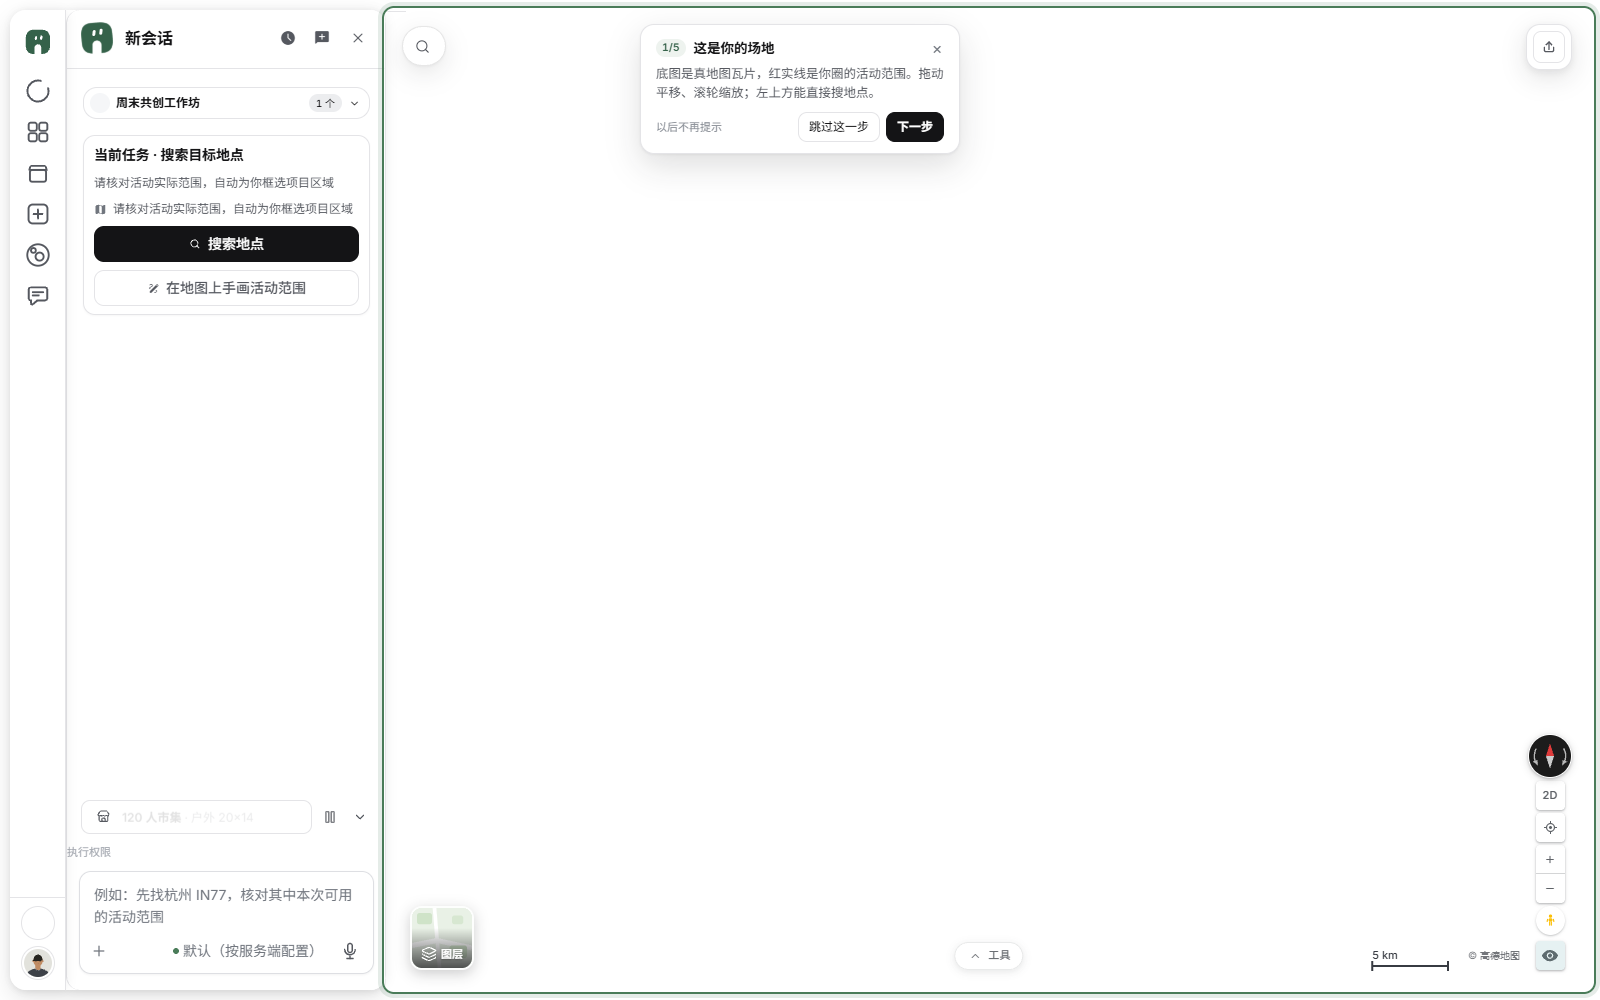 新会话
周末共创工作坊
1 个
当前任务 · 搜索目标地点
请核对活动实际范围，自动为你框选项目区域
请核对活动实际范围，自动为你框选项目区域
搜索地点
在地图上手画活动范围
120 人市集 · 户外 20×14
执行权限
例如：先找杭州 IN77，核对其中本次可用
的活动范围
默认（按服务端配置）
1/5 这是你的场地
底图是真地图瓦片，红实线是你圈的活动范围。拖动
平移、滚轮缩放；左上方能直接搜地点。
以后不再提示
跳过这一步
下一步
2D
图层
工具
5 km
© 高德地图